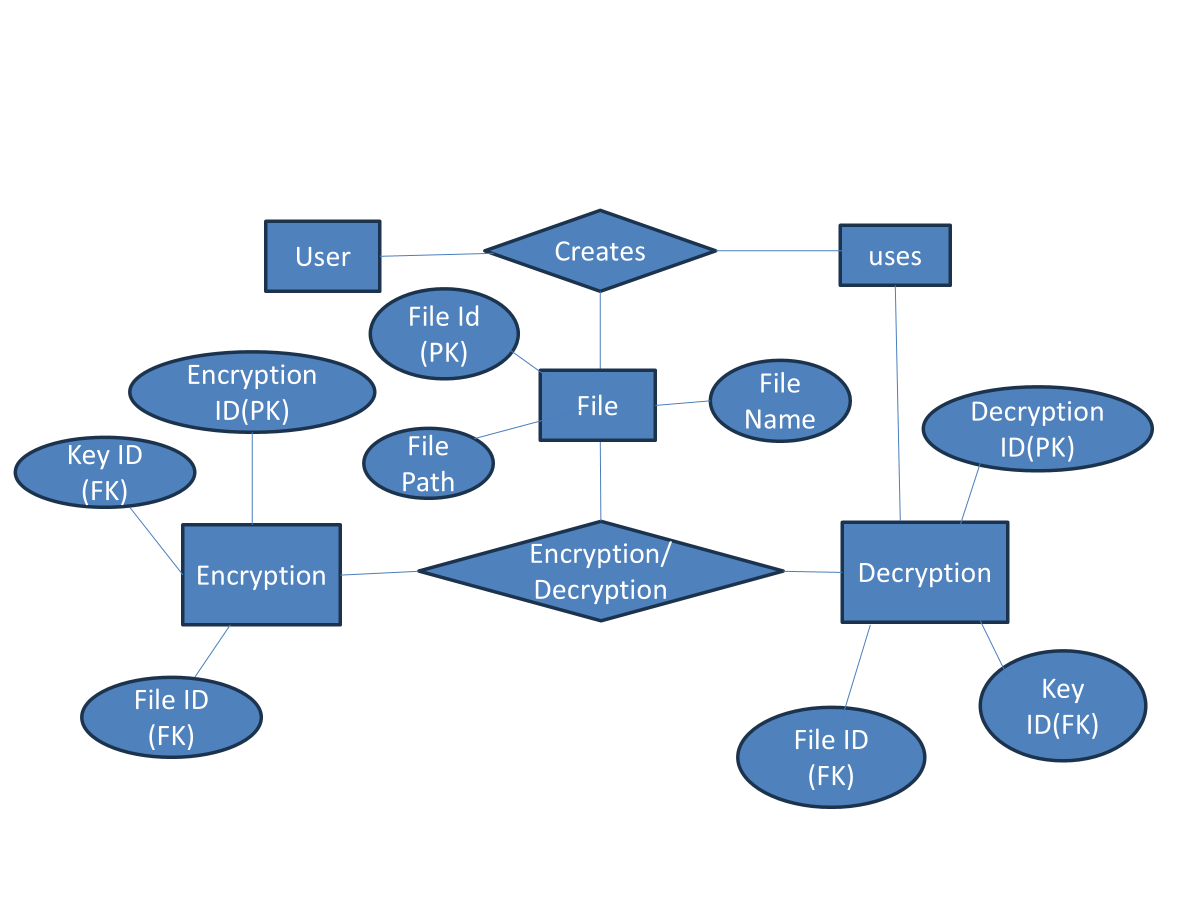 User
Creates
uses
File Id
(PK)
Encryption
ID(PK)
File
File
Name
Decryption
ID(PK)
Key ID
(FK)
File
Path
Encryption
Encryption/
Decryption
Decryption
File ID
(FK)
Key
ID(FK)
File ID
(FK)